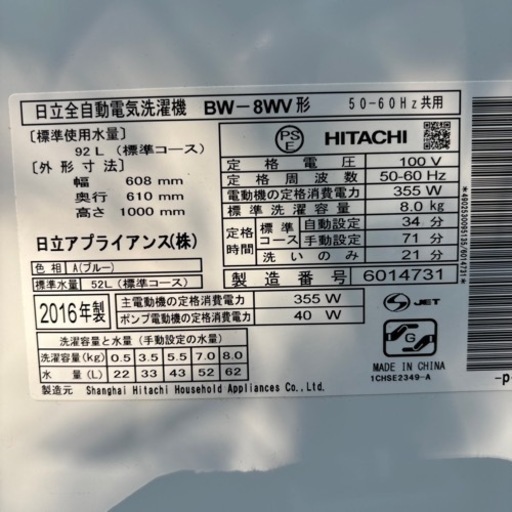 日立全自動電気洗濯機 BW-8WV形 50-60Hz共用
[標準使用水量]
92L (標準コース)
[外形寸法]
幅 608 mm
奥行 610 mm
高さ 1000 mm
日立アプライアンス(株)
色相 A(ブルー)
標準水量 52L (標準コース)
PS
E
HITACHI
定格電圧 100 V
定格周波数 50-60 Hz
電動機の定格消費電力 355 W
標準洗濯容量 8.0 kg
定格時間 標準コース 自動設定 34 分
手動設定 71 分
洗いのみ 21 分
製造番号 6014731
2016年製
主電動機の定格消費電力 355 W
ポンプ電動機の定格消費電力 40 W
S JET
洗濯容量と水量 (手動設定の水量)
洗濯容量(kg) 0.5 3.5 5.5 7.0 8.0
水量 (L) 22 33 43 52 62
G
MADE IN CHINA
1CHSE2349-A
製造元 Shanghai Hitachi Household Appliances Co.,Ltd.
-p